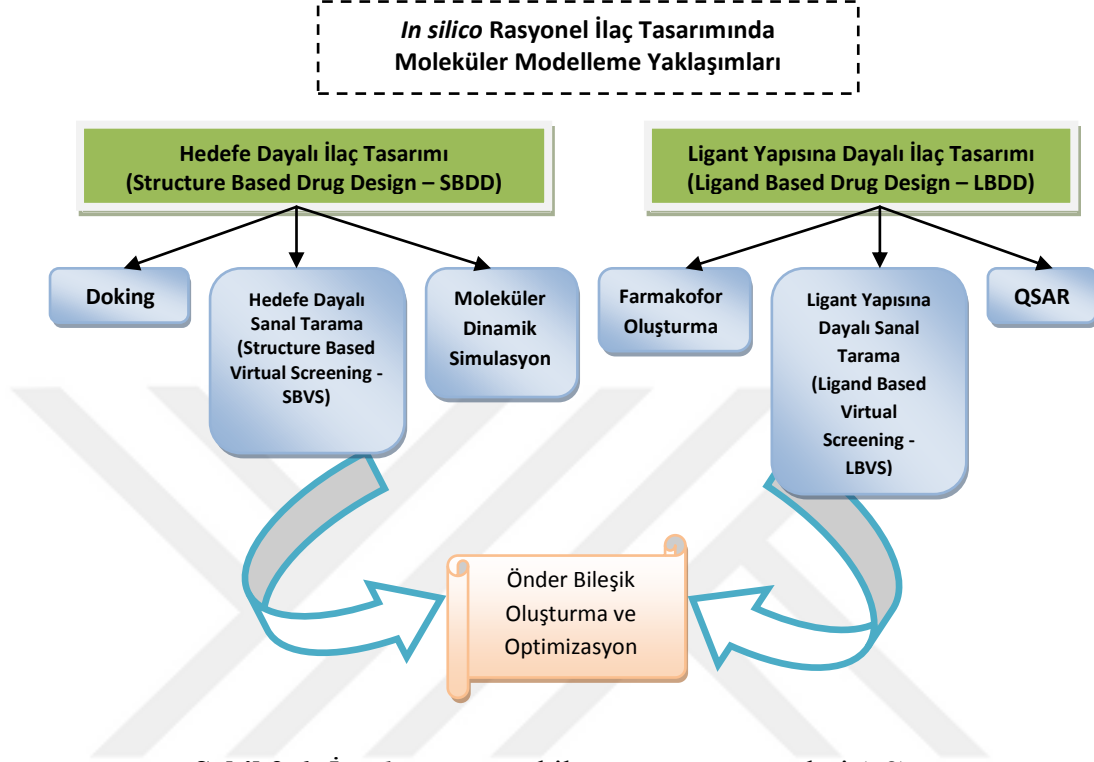 In silico Rasyonel İlaç Tasarımında
Moleküler Modelleme Yaklaşımları
Hedefe Dayalı İlaç Tasarımı
(Structure Based Drug Design – SBDD)
Ligant Yapısına Dayalı İlaç Tasarımı
(Ligand Based Drug Design – LBDD)
Doking
Hedefe Dayalı
Sanal Tarama
(Structure Based
Virtual Screening -
SBVS)
Moleküler
Dinamik
Simulasyon
Farmakofor
Oluşturma
Ligant Yapısına
Dayalı Sanal
Tarama
(Ligand Based
Virtual
Screening -
LBVS)
QSAR
Önder Bileşik
Oluşturma ve
Optimizasyon